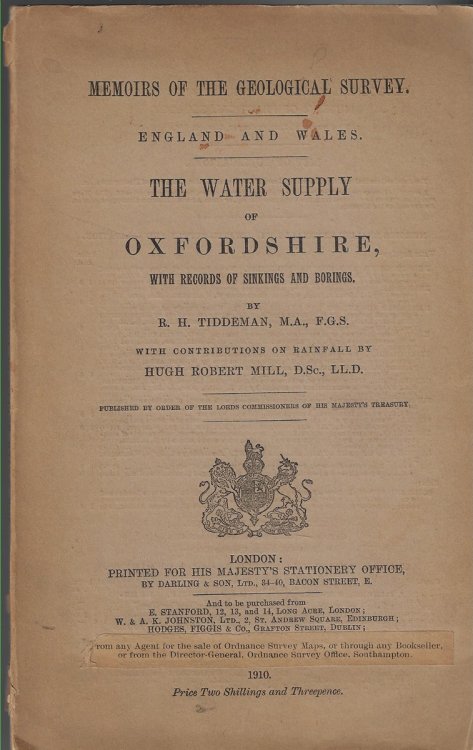 MEMOIRS OF THE GEOLOGICAL SURVEY.
ENGLAND AND WALES.
THE WATER SUPPLY
OF
OXFORDSHIRE,
WITH RECORDS OF SINKINGS AND BORINGS.
BY
R. H. TIDDEMAN, M.A., F.G.S.
WITH CONTRIBUTIONS ON RAINFALL BY
HUGH ROBERT MILL, D.Sc., LL.D.
PUBLISHED BY ORDER OF THE LORDS COMMISSIONERS OF HIS MAJESTY'S TREASURY.
LONDON:
PRINTED FOR HIS MAJESTY'S STATIONERY OFFICE,
BY DARLING & SON, LTD., 34-40, BACON STREET, E.
And to be purchased from
E. STANFORD, 12, 13, and 14, LONG ACRE, LONDON;
W. & A. K. JOHNSTON, LTD., 2, ST. ANDREW SQUARE, EDINBURGH;
HODGES, FIGGIS & Co., GRAFTON STREET, DUBLIN;
rom any Agent for the sale of Ordnance Survey Maps, or through any Bookseller,
or from the Director-General, Ordnance Survey Office, Southampton.
1910.
Price Two Shillings and Threepence.